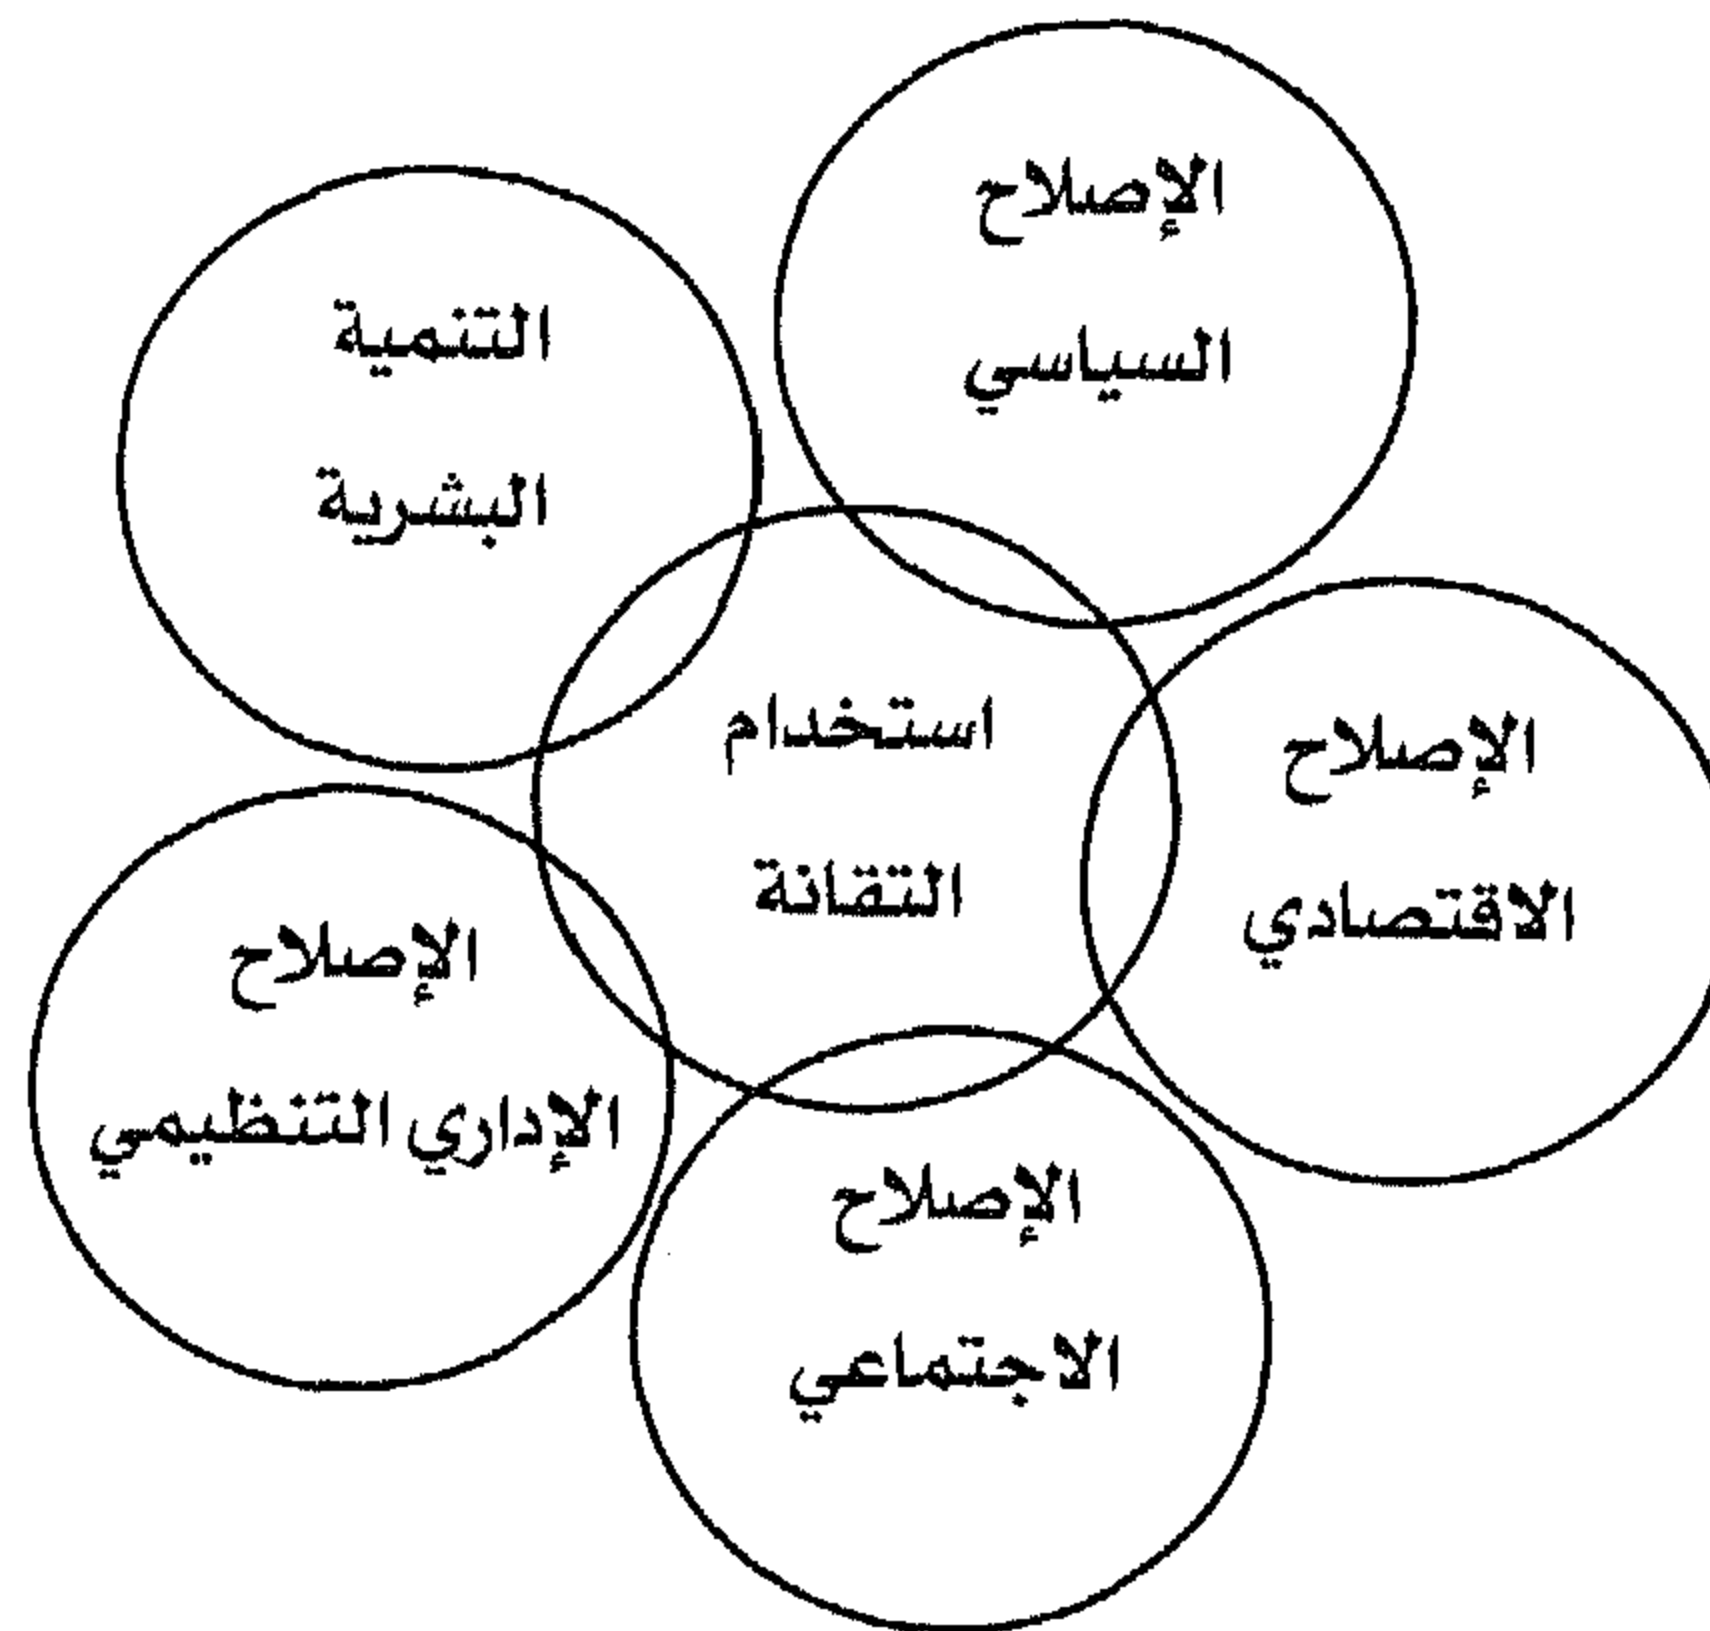 الإصلاح
السياسي
التنمية
البشرية
استخدام
التقانة
الإصلاح
الاقتصادي
الإصلاح
الإداري التنظيمي
الإصلاح
الاجتماعي